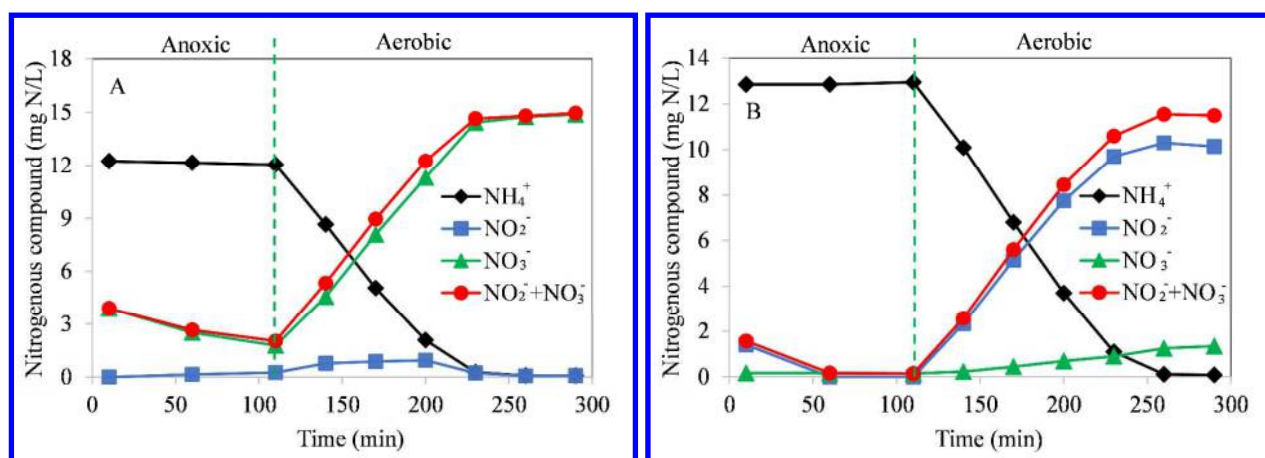 Anoxic Aerobic
A
Nitrogenous compound (mg N/L)
18
15
12
9
6
3
0
NH₄⁺
NO₂⁻
NO₃⁻
NO₂⁻+NO₃⁻
0 50 100 150 200 250 300
Time (min)
Anoxic Aerobic
B
Nitrogenous compound (mg N/L)
14
12
10
8
6
4
2
0
NH₄⁺
NO₂⁻
NO₃⁻
NO₂⁻+NO₃⁻
0 50 100 150 200 250 300
Time (min)